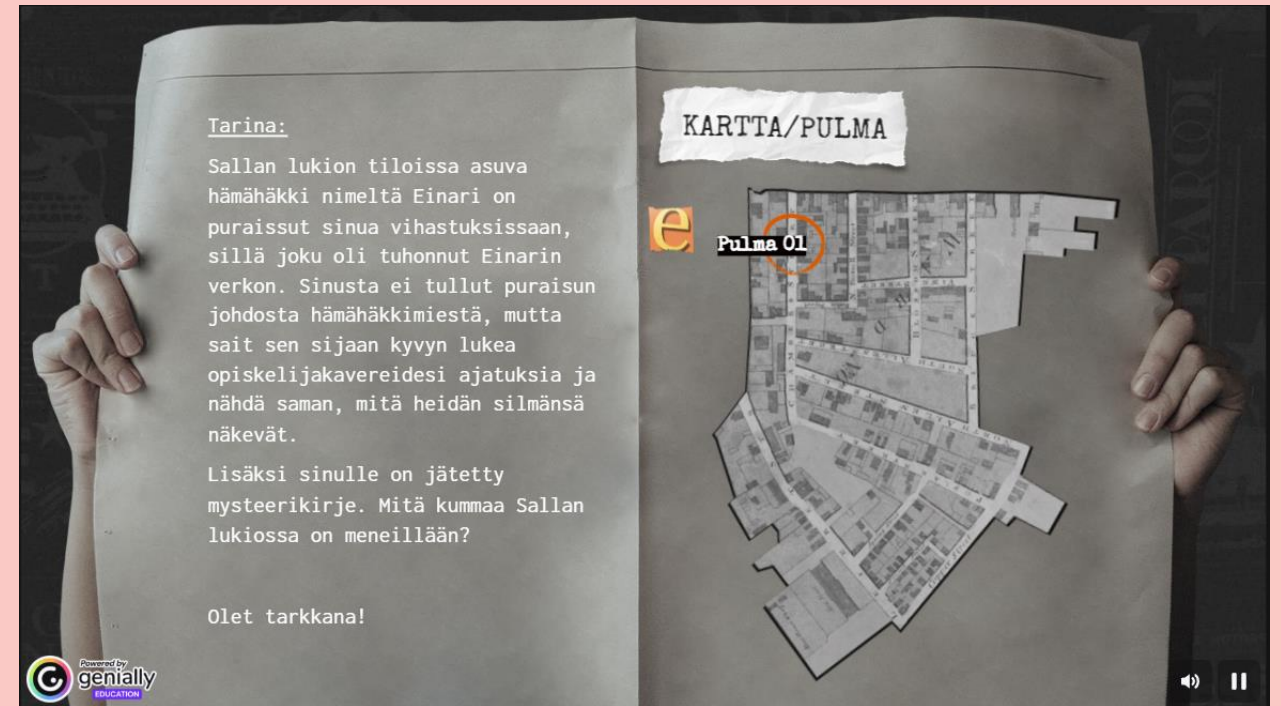 Tarina:
Sallan lukion tiloissa asuva
hämähäkki nimeltä Einari on
puraissut sinua vihastuksissaan,
sillä joku oli tuhonnut Einarin
verkon. Sinusta ei tullut puraisun
johdosta hämähäkkimiestä, mutta
sait sen sijaan kyvyn lukea
opiskelijakavereidesi ajatuksia ja
nähdä saman, mitä heidän silmänsä
näkevät.
Lisäksi sinulle on jätetty
mysteerikirje. Mitä kummaa Sallan
lukiossa on meneillään?
Olet tarkkana!
KARTTA/PULMA
e
Pulma 01
Powered by
genially
EDUCATION